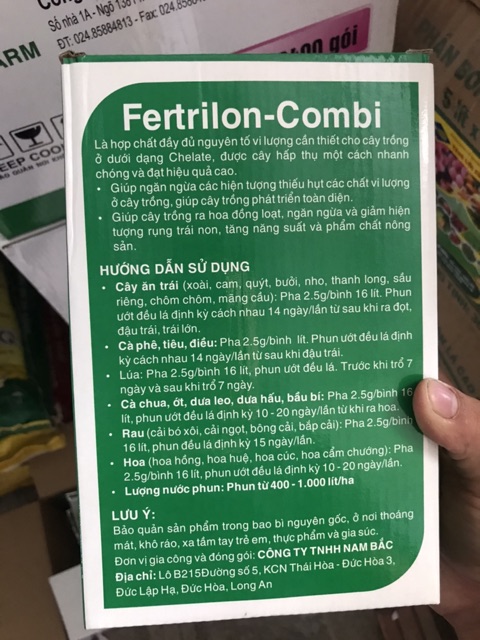 Số nhà 1A - Ngõ
ĐT: 024.85884813 - Fax:
ARM
gói
KEEP COOL
PHÂN BÓN
Fertrilon-Combi
Là hợp chất đầy đủ nguyên tố vi lượng cần thiết cho cây trồng
ở dưới dạng Chelate, được cây hấp thụ một cách nhanh
chóng và đạt hiệu quả cao.
• Giúp ngăn ngừa các hiện tượng thiếu hụt các chất vi lượng
ở cây trồng, giúp cây trồng phát triển toàn diện.
• Giúp cây trồng ra hoa đồng loạt, ngăn ngừa và giảm hiện
tượng rụng trái non, tăng năng suất và phẩm chất nông
sản.
HƯỚNG DẪN SỬ DỤNG
• Cây ăn trái (xoài, cam, quýt, bưởi, nho, thanh long, sầu
riêng, chôm chôm, mãng cầu): Pha 2.5g/bình 16 lít. Phun
ướt đều lá định kỳ cách nhau 14 ngày/lần từ sau khi ra đọt,
đậu trái, trái lớn.
• Cà phê, tiêu, điều: Pha 2.5g/bình lít. Phun ướt đều lá định
kỳ cách nhau 14 ngày/lần từ sau khi đậu trái.
• Lúa: Pha 2.5g/bình 16 lít, phun ướt đều lá. Trước khi trổ 7
ngày và sau khi trổ 7 ngày.
• Cà chua, ớt, dưa leo, dưa hấu, bầu bí: Pha 2.5g/bình 16
lít, phun ướt đều lá định kỳ 10 - 20 ngày/lần từ khi ra hoa.
• Rau (cải bó xôi, cải ngọt, bông cải, bắp cải): Pha 2.5g/bình
16 lít, phun ướt đều lá định kỳ 15 ngày/lần.
• Hoa (hoa hồng, hoa huệ, hoa cúc, hoa cẩm chướng): Pha
2.5g/bình 16 lít, phun ướt đều lá định kỳ 10 - 20 ngày/lần.
• Lượng nước phun: Phun từ 400 - 1.000 lít/ha
LƯU Ý:
Bảo quản sản phẩm trong bao bì nguyên gốc, ở nơi thoáng
mát, khô ráo, xa tầm tay trẻ em, thực phẩm và gia súc.
Đơn vị gia công và đóng gói: CÔNG TY TNHH NAM BẮC
Địa chỉ: Lô B215Đường số 5, KCN Thái Hòa - Đức Hòa 3,
Đức Lập Hạ, Đức Hòa, Long An